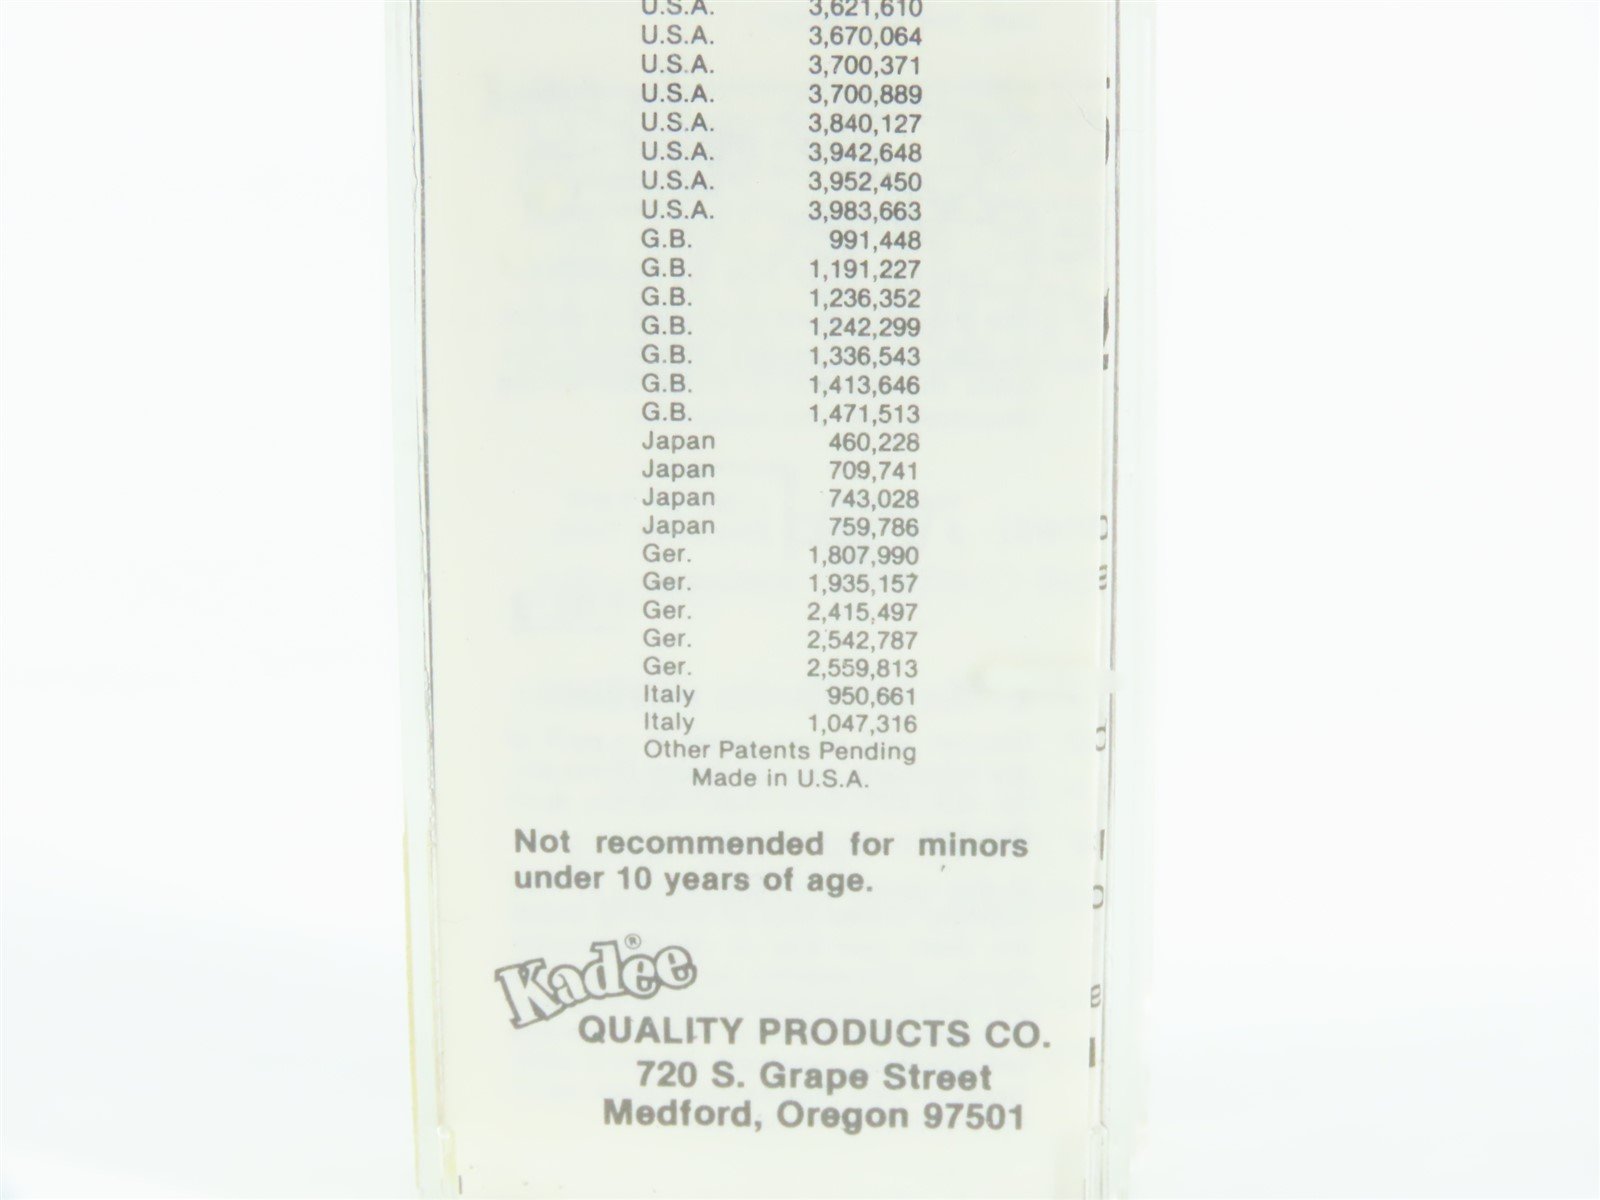 U.S.A. 3,621,610
U.S.A. 3,670,064
U.S.A. 3,700,371
U.S.A. 3,700,889
U.S.A. 3,840,127
U.S.A. 3,942,648
U.S.A. 3,952,450
U.S.A. 3,983,663
G.B. 991,448
G.B. 1,191,227
G.B. 1,236,352
G.B. 1,242,299
G.B. 1,336,543
G.B. 1,413,646
G.B. 1,471,513
Japan 460,228
Japan 709,741
Japan 743,028
Japan 759,786
Ger. 1,807,990
Ger. 1,935,157
Ger. 2,415,497
Ger. 2,542,787
Ger. 2,559,813
Italy 950,661
Italy 1,047,316
Other Patents Pending
Made in U.S.A.
Not recommended for minors
under 10 years of age.
Kadee®
QUALITY PRODUCTS CO.
720 S. Grape Street
Medford, Oregon 97501